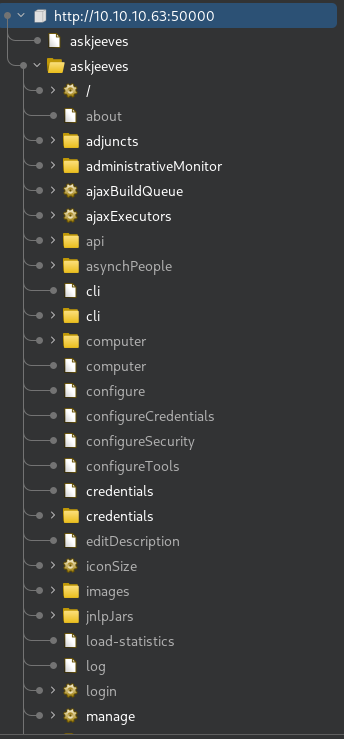 http://10.10.10.63:50000
askjeeves
askjeeves
/
about
adjuncts
administrativeMonitor
ajaxBuildQueue
ajaxExecutors
api
asynchPeople
cli
cli
computer
computer
configure
configureCredentials
configureSecurity
configureTools
credentials
credentials
editDescription
iconSize
images
jnlpJars
load-statistics
log
login
manage